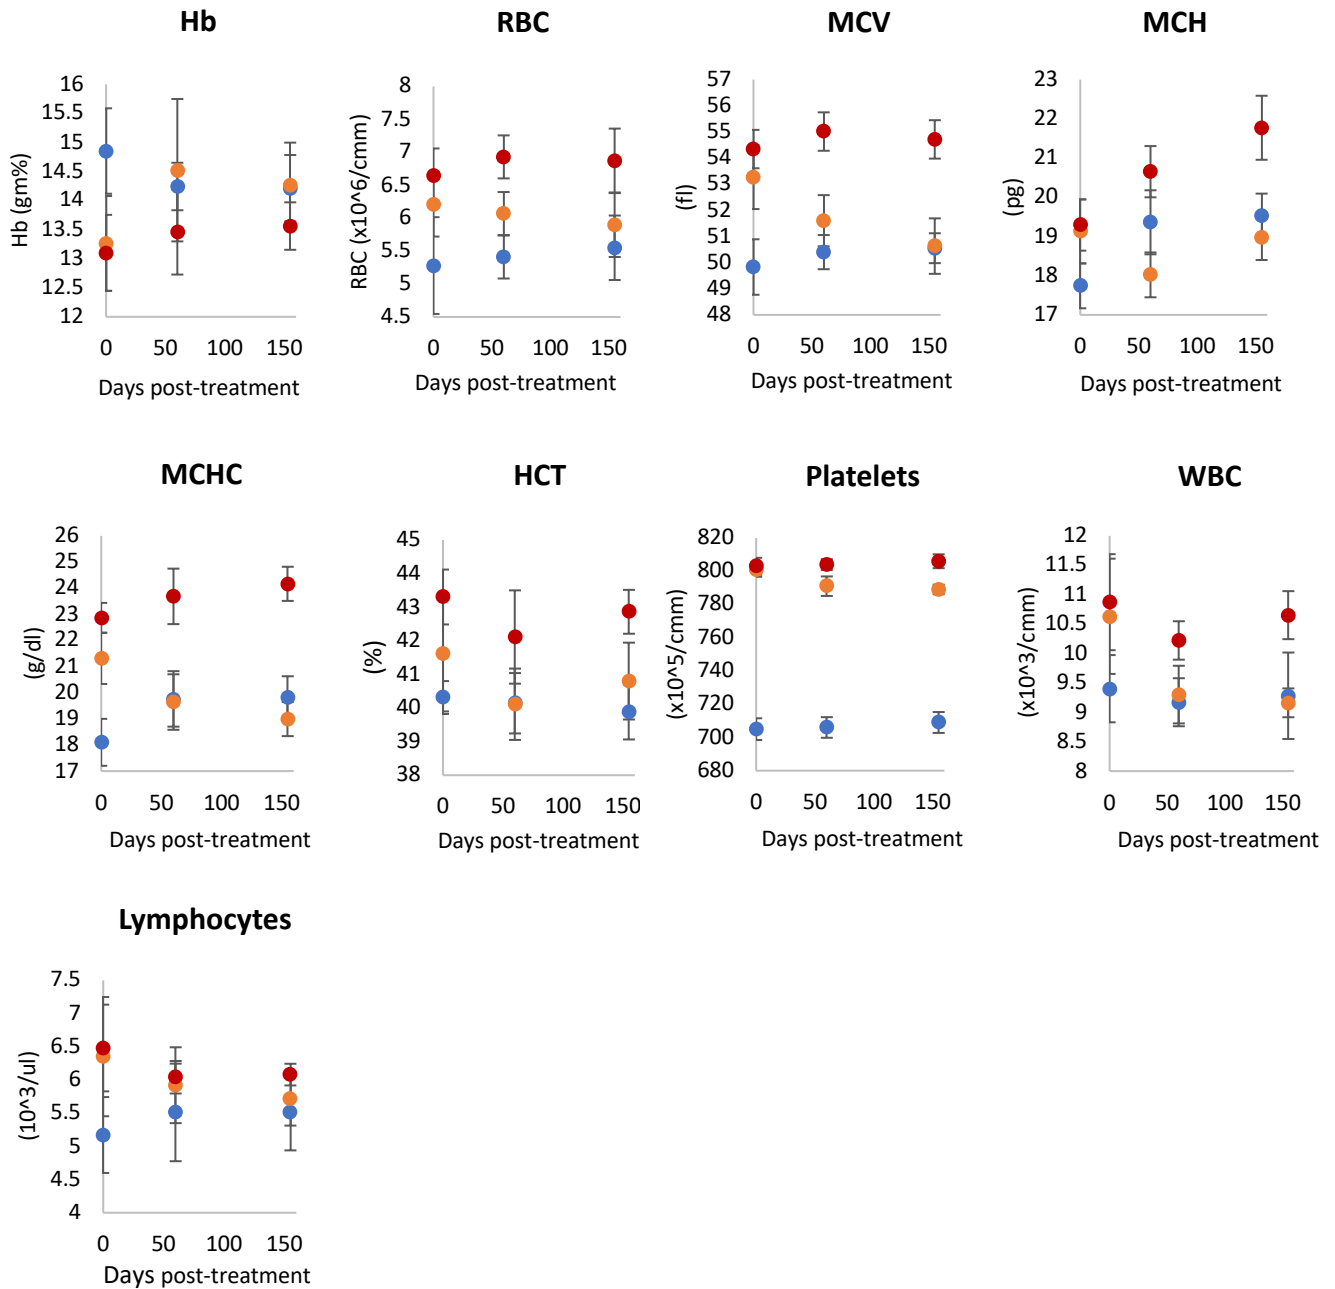 Hb
Hb (gm%)
16
15.5
15
14.5
14
13.5
13
12.5
12
0 50 100 150
Days post-treatment
RBC
RBC (x10^6/cmm)
8
7.5
7
6.5
6
5.5
5
4.5
0 50 100 150
Days post-treatment
MCV
(fl)
57
56
55
54
53
52
51
50
49
48
0 50 100 150
Days post-treatment
MCH
(pg)
23
22
21
20
19
18
17
0 50 100 150
Days post-treatment
MCHC
(g/dl)
26
25
24
23
22
21
20
19
18
17
0 50 100 150
Days post-treatment
HCT
(%)
45
44
43
42
41
40
39
38
0 50 100 150
Days post-treatment
Platelets
(x10^5/cmm)
820
800
780
760
740
720
700
680
0 50 100 150
Days post-treatment
WBC
(x10^3/cmm)
12
11.5
11
10.5
10
9.5
9
8.5
8
0 50 100 150
Days post-treatment
Lymphocytes
(10^3/ul)
7.5
7
6.5
6
5.5
5
4.5
4
0 50 100 150
Days post-treatment